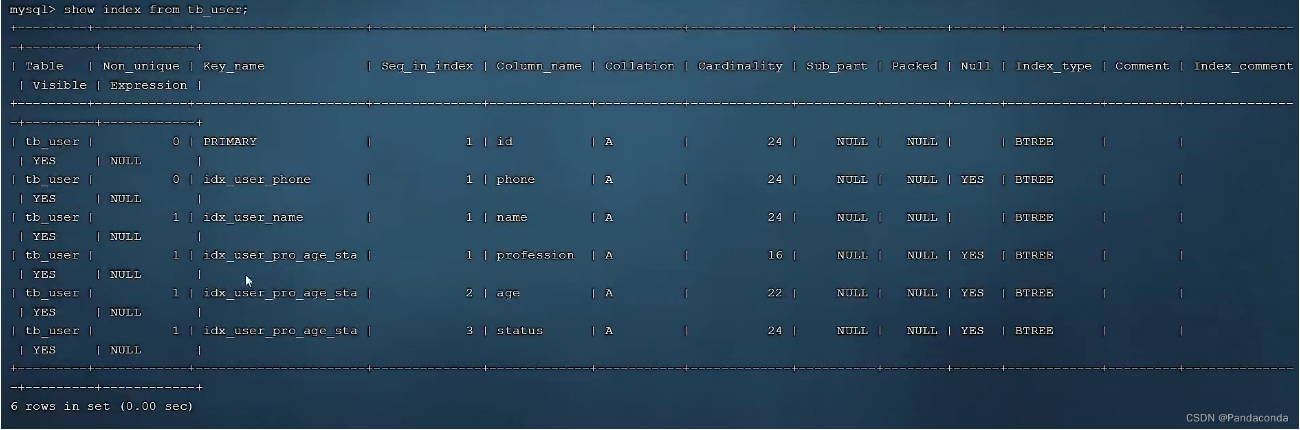 mysql> show index from tb_user;
+---------+------------+----------------------+--------------+-------------+-----------+-------------+----------+--------+------+------------+---------+---------------
-+---------+------------+
| Table | Non_unique | Key_name | Seq_in_index | Column_name | Collation | Cardinality | Sub_part | Packed | Null | Index_type | Comment | Index_comment
| Visible | Expression |
+---------+------------+----------------------+--------------+-------------+-----------+-------------+----------+--------+------+------------+---------+---------------
-+---------+------------+
| tb_user | 0 | PRIMARY | 1 | id | A | 24 | NULL | NULL | | BTREE | |
| YES | NULL |
| tb_user | 0 | idx_user_phone | 1 | phone | A | 24 | NULL | NULL | YES | BTREE | |
| YES | NULL |
| tb_user | 1 | idx_user_name | 1 | name | A | 24 | NULL | NULL | | BTREE | |
| YES | NULL |
| tb_user | 1 | idx_user_pro_age_sta | 1 | profession | A | 16 | NULL | NULL | YES | BTREE | |
| YES | NULL |
| tb_user | 1 | idx_user_pro_age_sta | 2 | age | A | 22 | NULL | NULL | YES | BTREE | |
| YES | NULL |
| tb_user | 1 | idx_user_pro_age_sta | 3 | status | A | 24 | NULL | NULL | YES | BTREE | |
| YES | NULL |
+---------+------------+----------------------+--------------+-------------+-----------+-------------+----------+--------+------+------------+---------+---------------
-+---------+------------+
6 rows in set (0.00 sec)
CSDN @Pandaconda